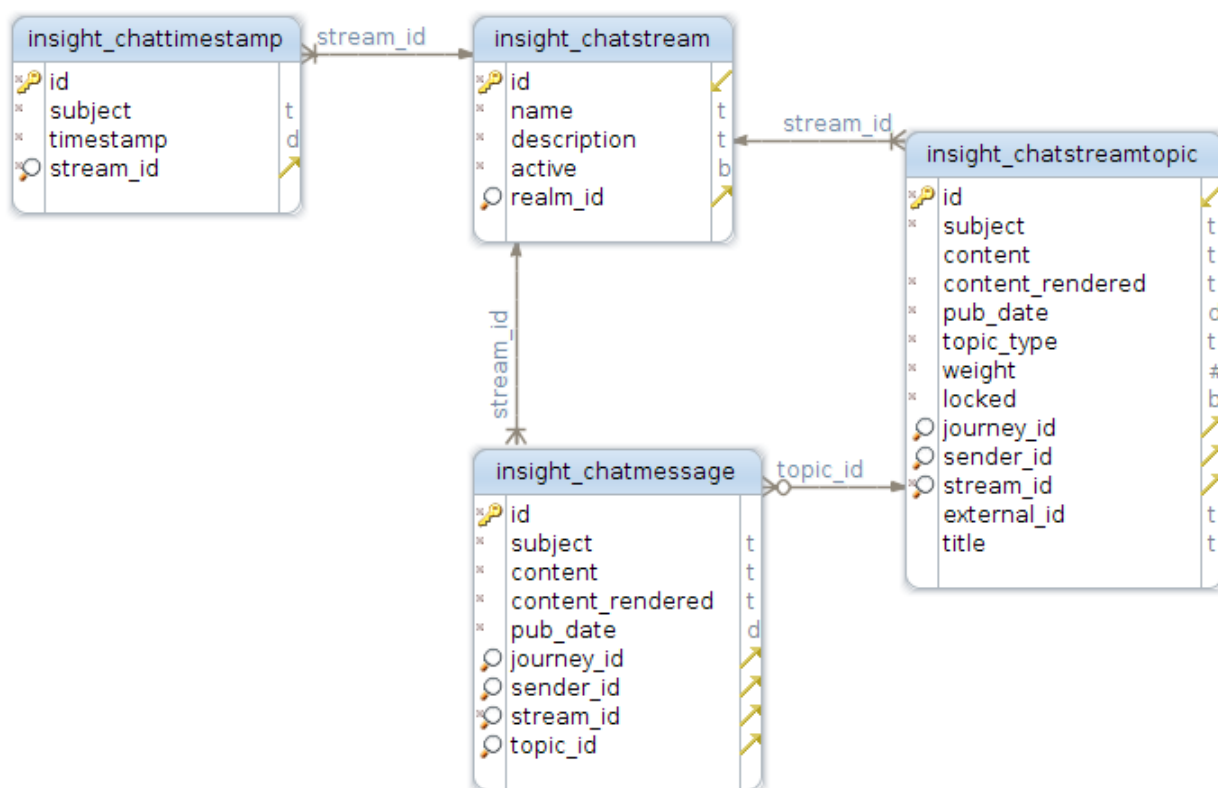 insight_chattimestamp
id
subject t
timestamp d
stream_id
stream_id
insight_chatstream
id
name t
description t
active b
realm_id
stream_id
insight_chatstreamtopic
id
subject t
content t
content_rendered t
pub_date d
topic_type t
weight #
locked b
journey_id
sender_id
stream_id
external_id t
title t
stream_id
insight_chatmessage
id
subject t
content t
content_rendered t
pub_date d
journey_id
sender_id
stream_id
topic_id
topic_id